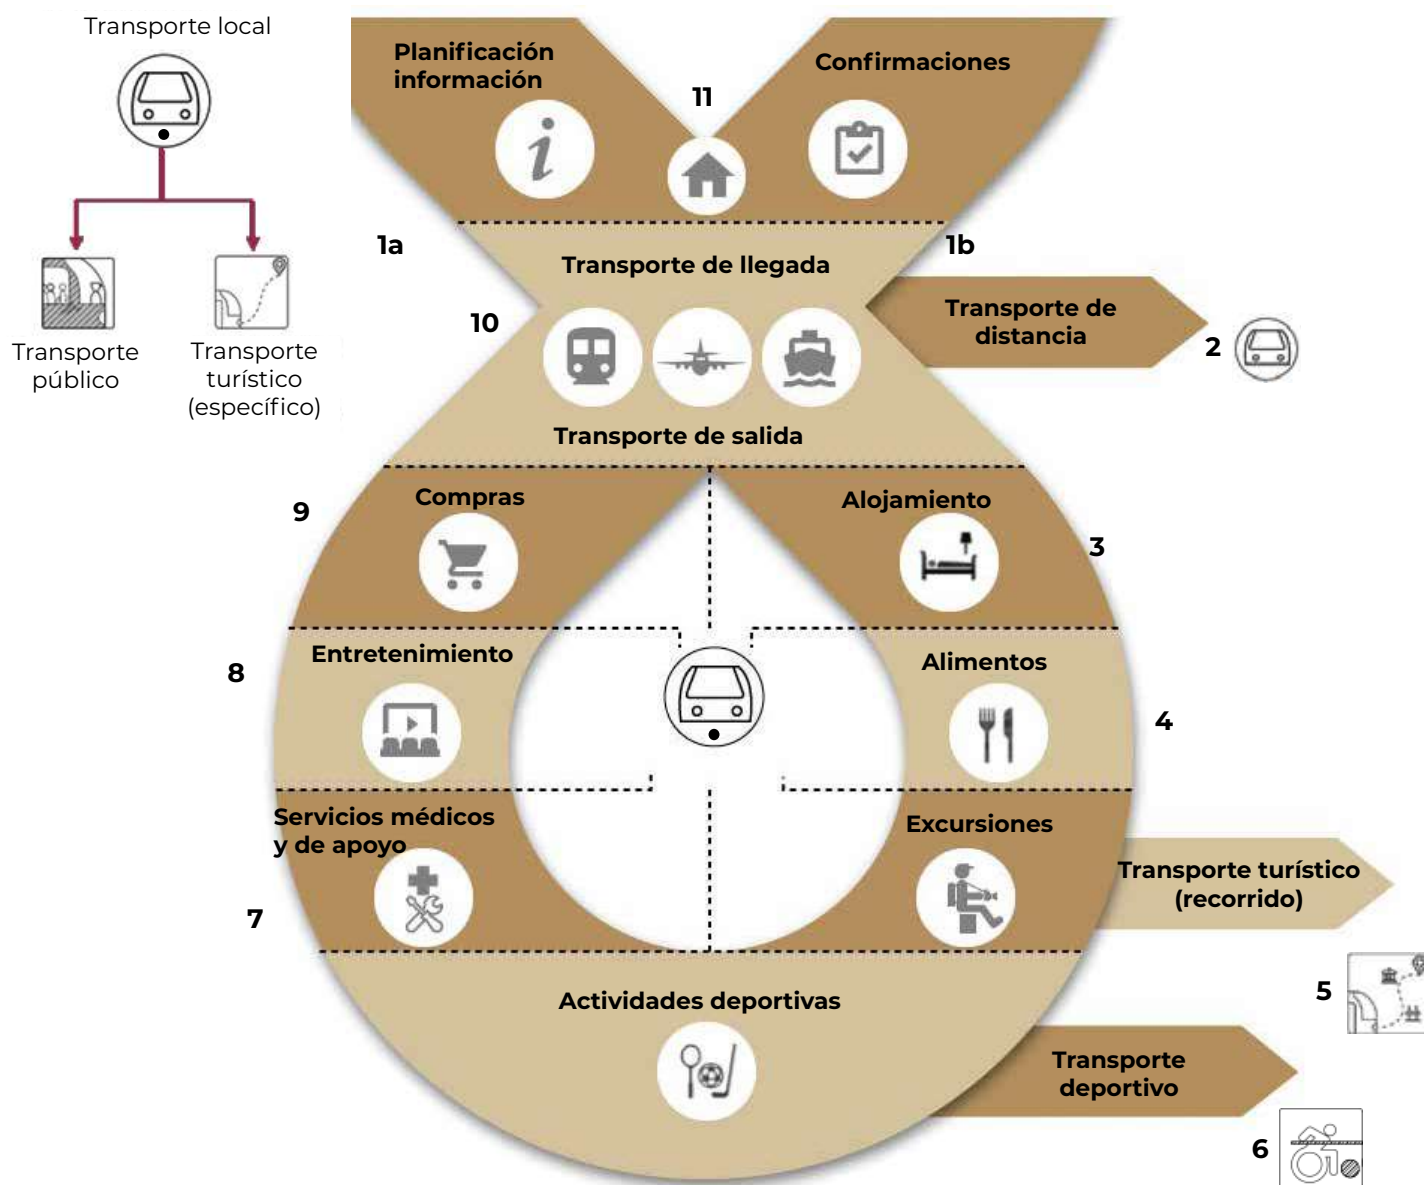 Transporte local
Transporte
público
Transporte
turístico
(específico)
Planificación
información
11
Confirmaciones
1a
1b
Transporte de llegada
10
Transporte de
distancia
2
Transporte de salida
9
Compras
Alojamiento
3
8
Entretenimiento
Alimentos
4
Servicios médicos
y de apoyo
7
Excursiones
Transporte turístico
(recorrido)
5
Actividades deportivas
Transporte
deportivo
6